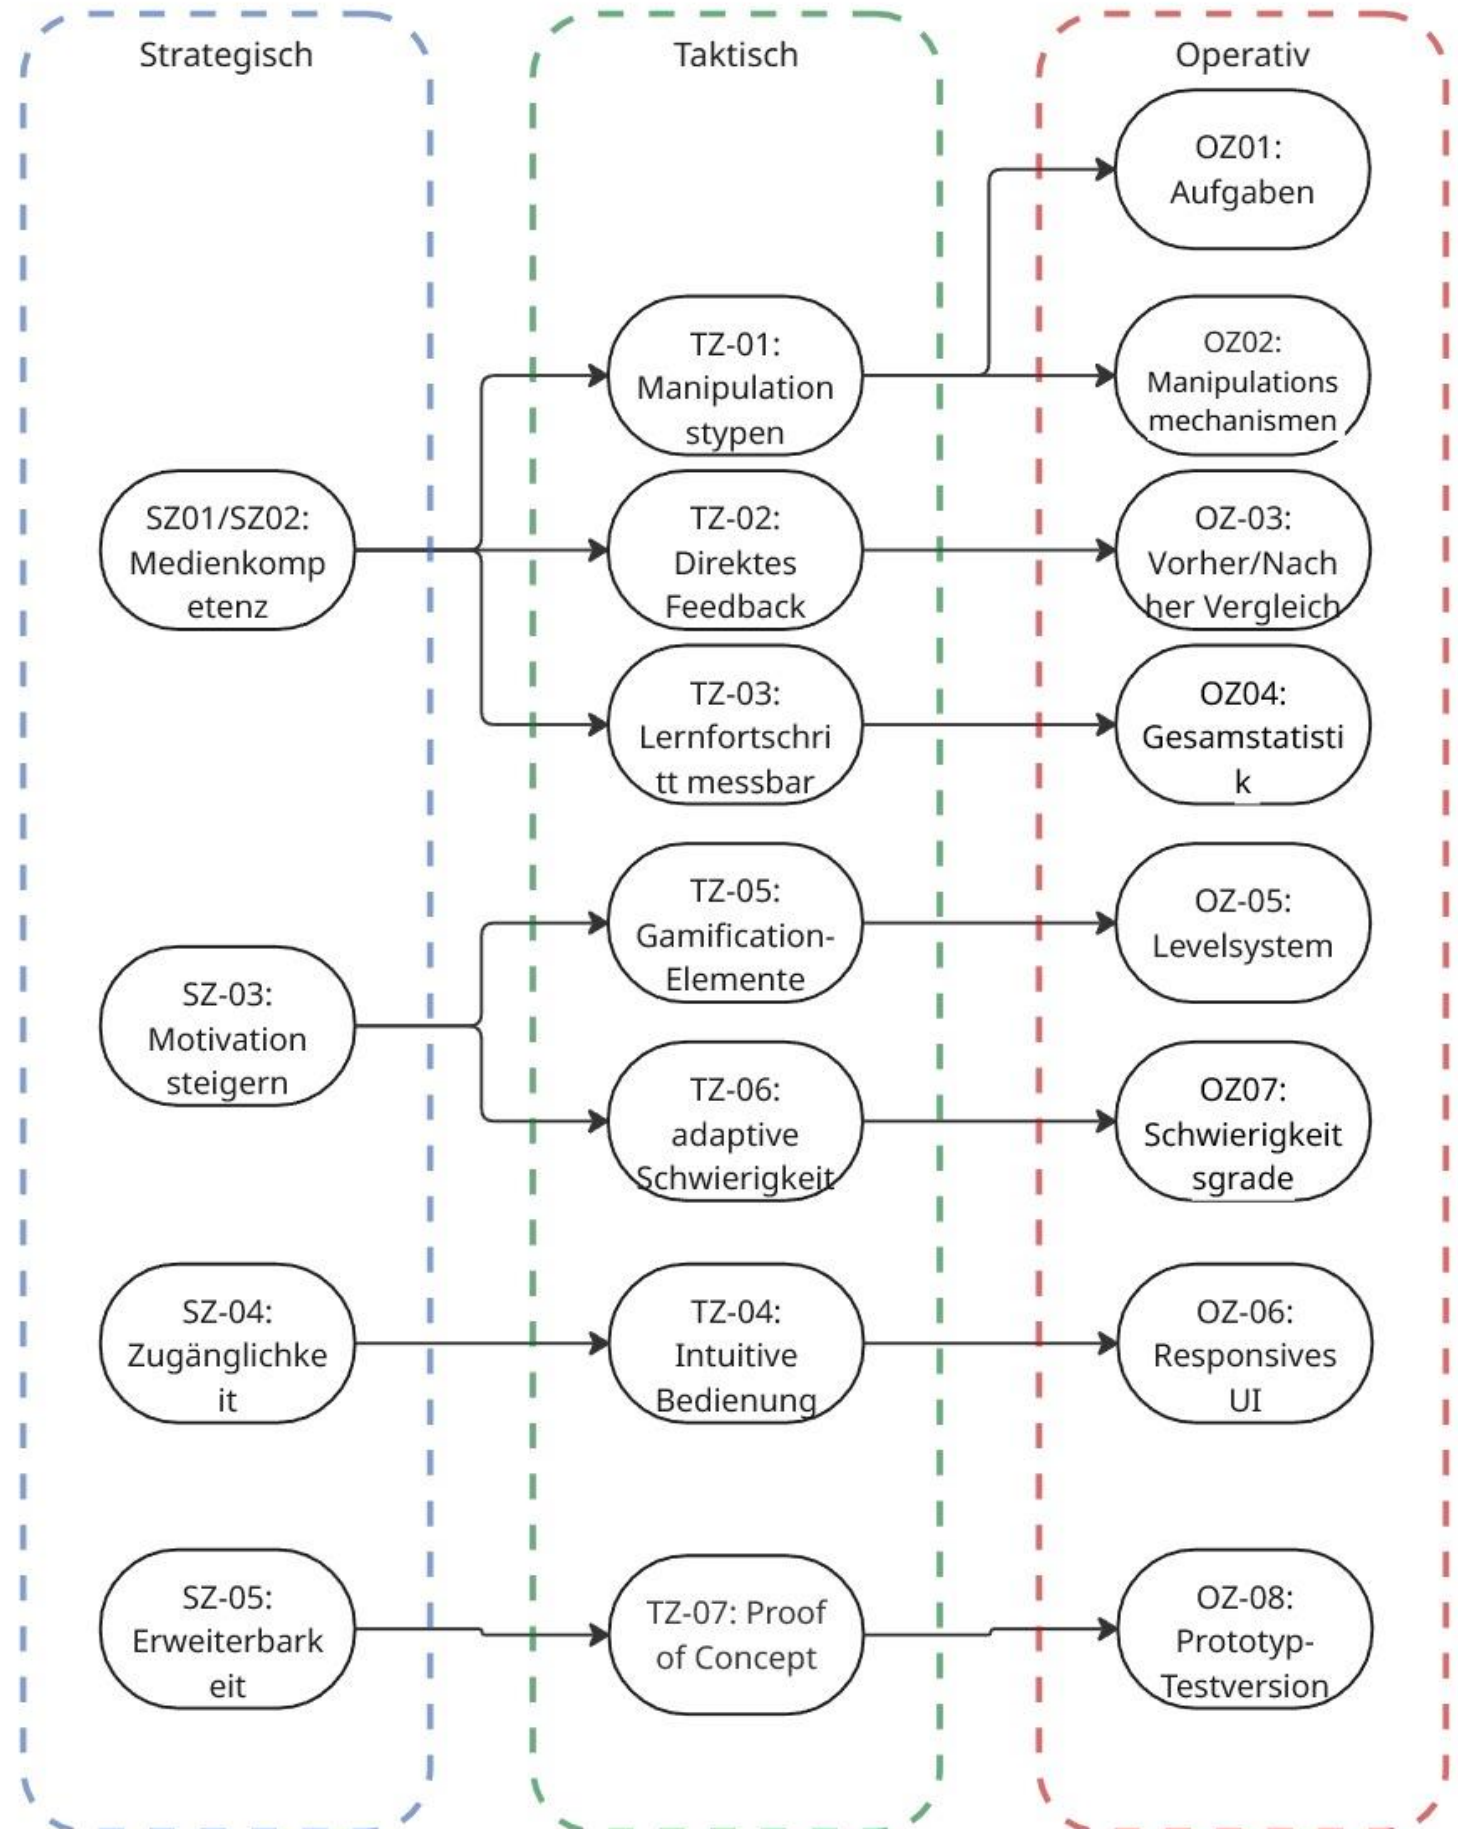 Strategisch
Taktisch
Operativ
OZ01:
Aufgaben
TZ-01:
Manipulation
stypen
OZ02:
Manipulations
mechanismen
SZ01/SZ02:
Medienkomp
etenz
TZ-02:
Direktes
Feedback
OZ-03:
Vorher/Nach
her Vergleich
TZ-03:
Lernfortschri
tt messbar
OZ04:
Gesamstatisti
k
SZ-03:
Motivation
steigern
TZ-05:
Gamification-
Elemente
OZ-05:
Levelsystem
TZ-06:
adaptive
Schwierigkeit
OZ07:
Schwierigkeit
sgrade
SZ-04:
Zugänglichke
it
TZ-04:
Intuitive
Bedienung
OZ-06:
Responsives
UI
SZ-05:
Erweiterbark
eit
TZ-07: Proof
of Concept
OZ-08:
Prototyp-
Testversion